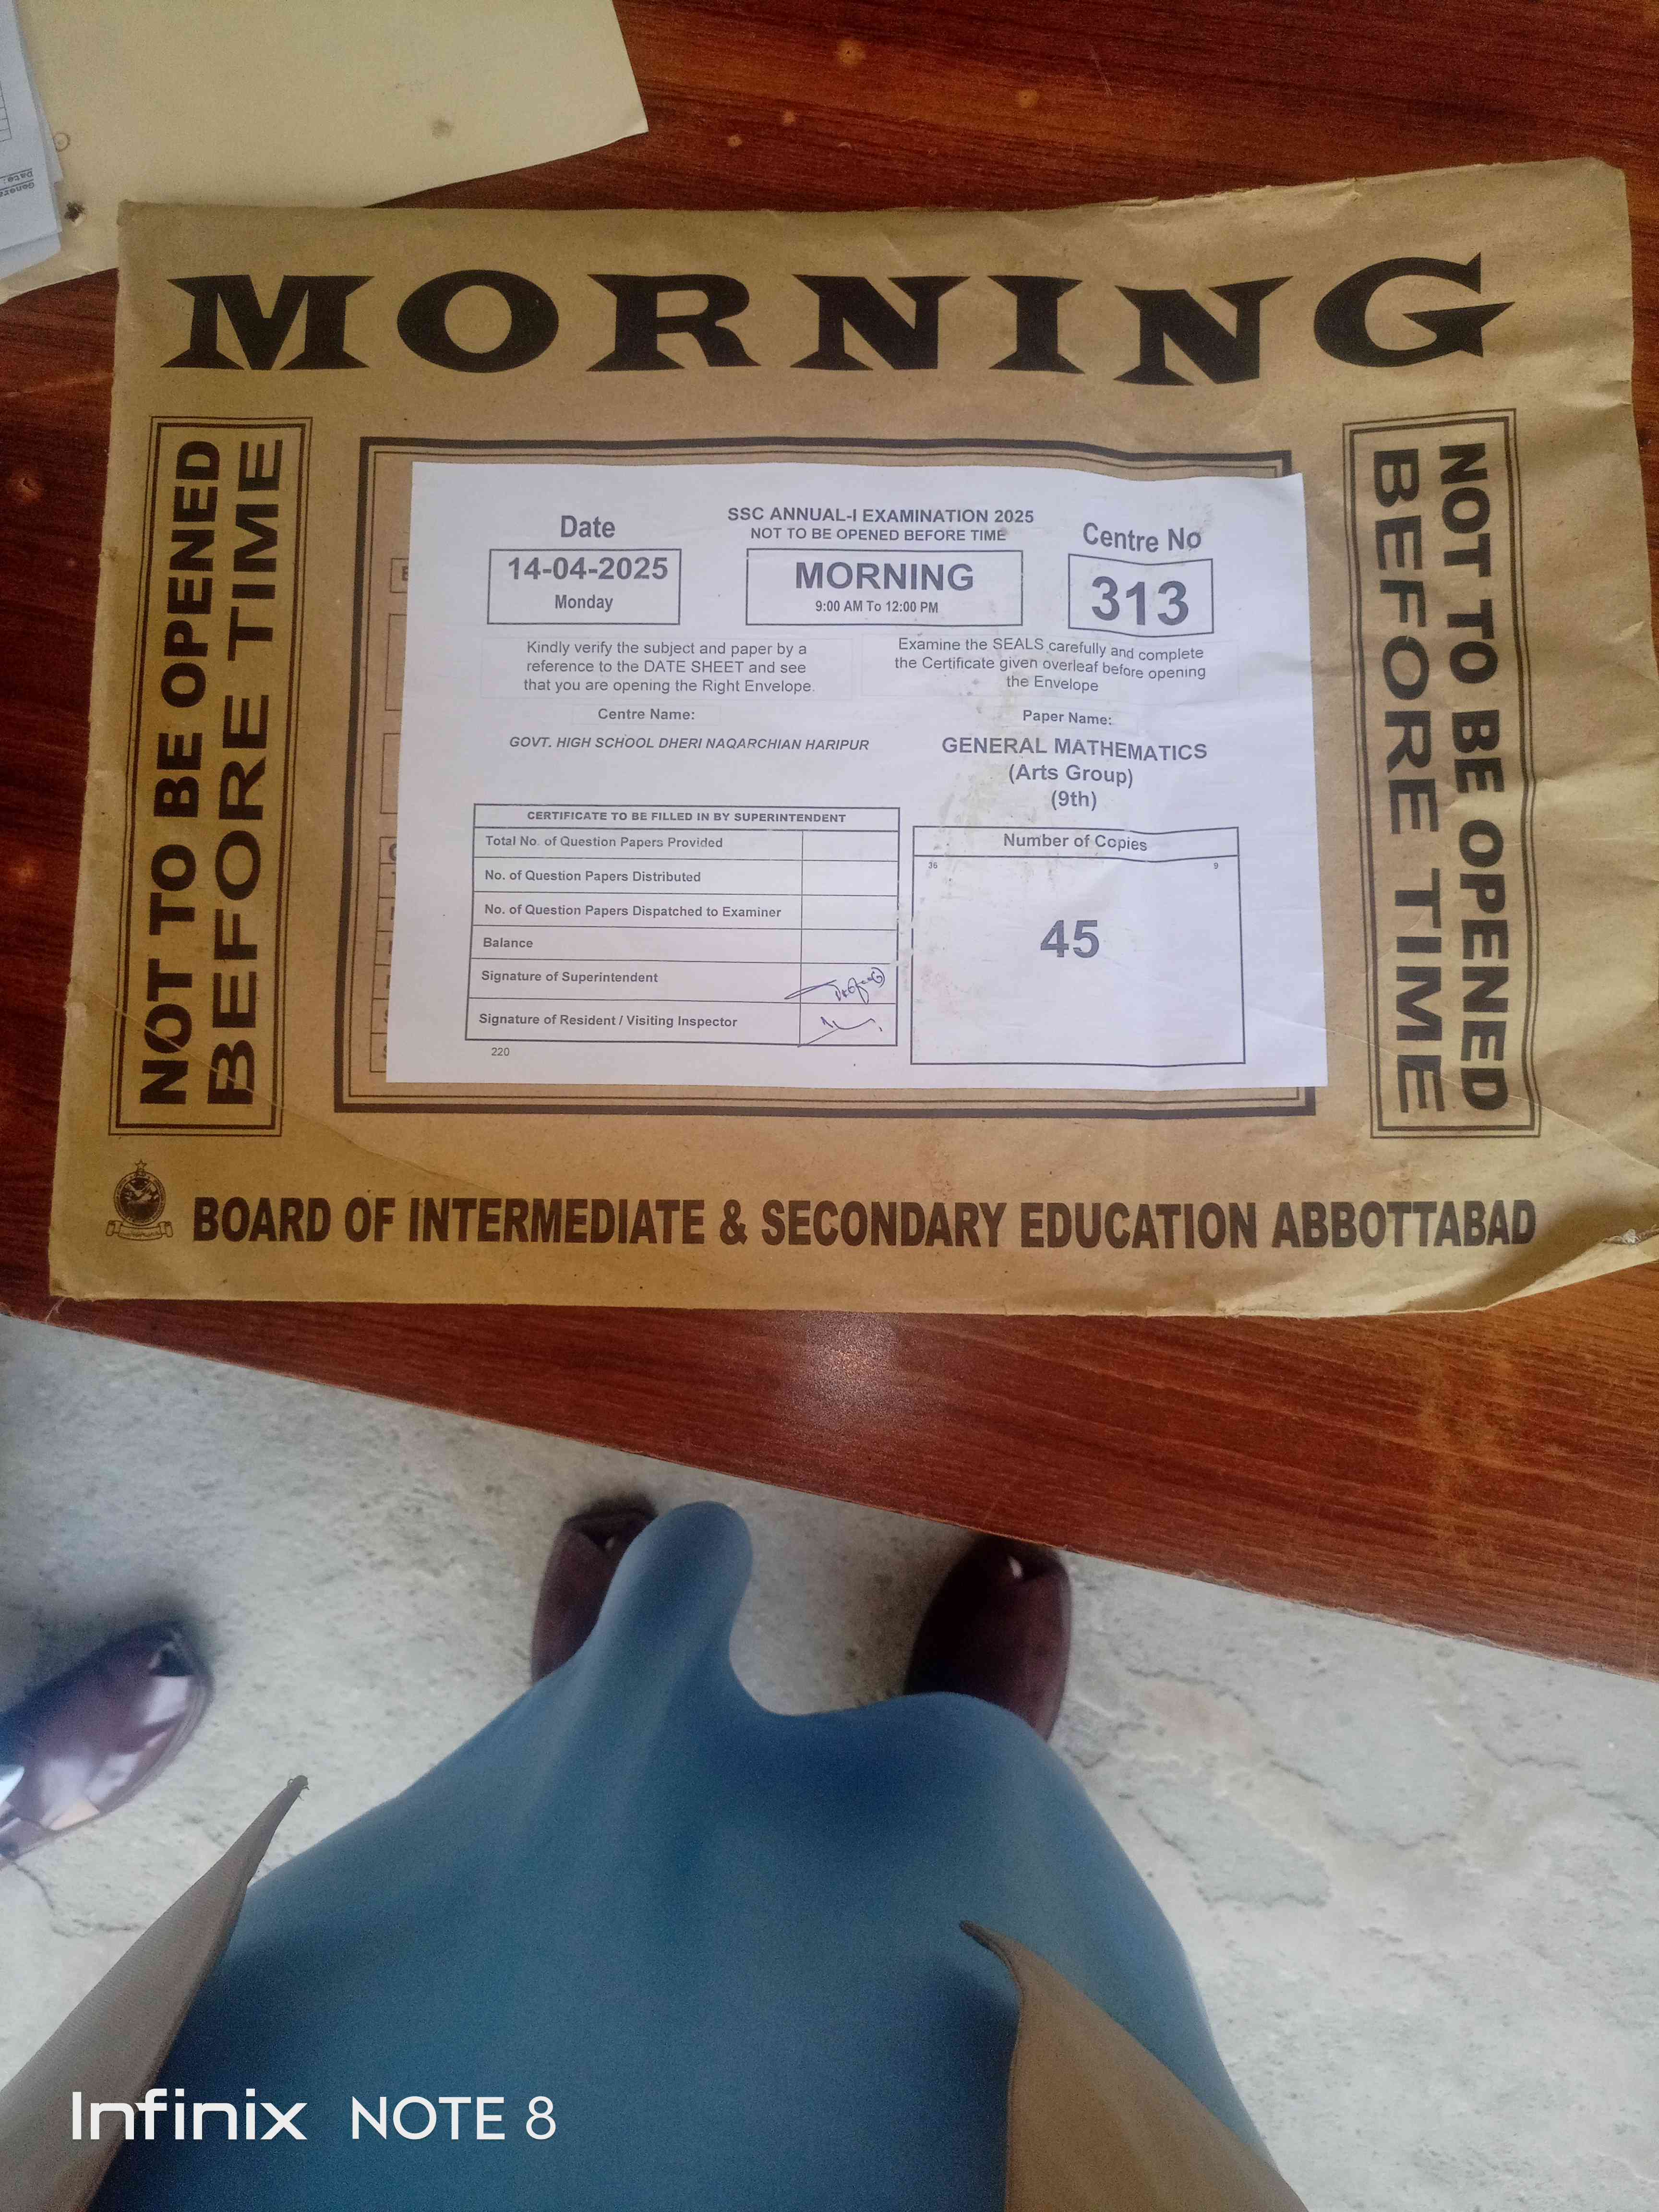 MORNING
NOT TO BE OPENED
BEFORE TIME
Date
14-04-2025
Monday
SSC ANNUAL-I EXAMINATION 2025
NOT TO BE OPENED BEFORE TIME
MORNING
9:00 AM To 12:00 PM
Centre No
313
Kindly verify the subject and paper by a
reference to the DATE SHEET and see
that you are opening the Right Envelope.
Examine the SEALS carefully and complete
the Certificate given overleaf before opening
the Envelope
Centre Name:
GOVT. HIGH SCHOOL DHERI NAQARCHIAN HARIPUR
Paper Name:
GENERAL MATHEMATICS
(Arts Group)
(9th)
CERTIFICATE TO BE FILLED IN BY SUPERINTENDENT
Total No. of Question Papers Provided
No. of Question Papers Distributed
No. of Question Papers Dispatched to Examiner
Balance
Signature of Superintendent
Signature of Resident / Visiting Inspector
220
Number of Copies
36 9
45
NOT TO BE OPENED
BEFORE TIME
BOARD OF INTERMEDIATE & SECONDARY EDUCATION ABBOTTABAD
Infinix NOTE 8